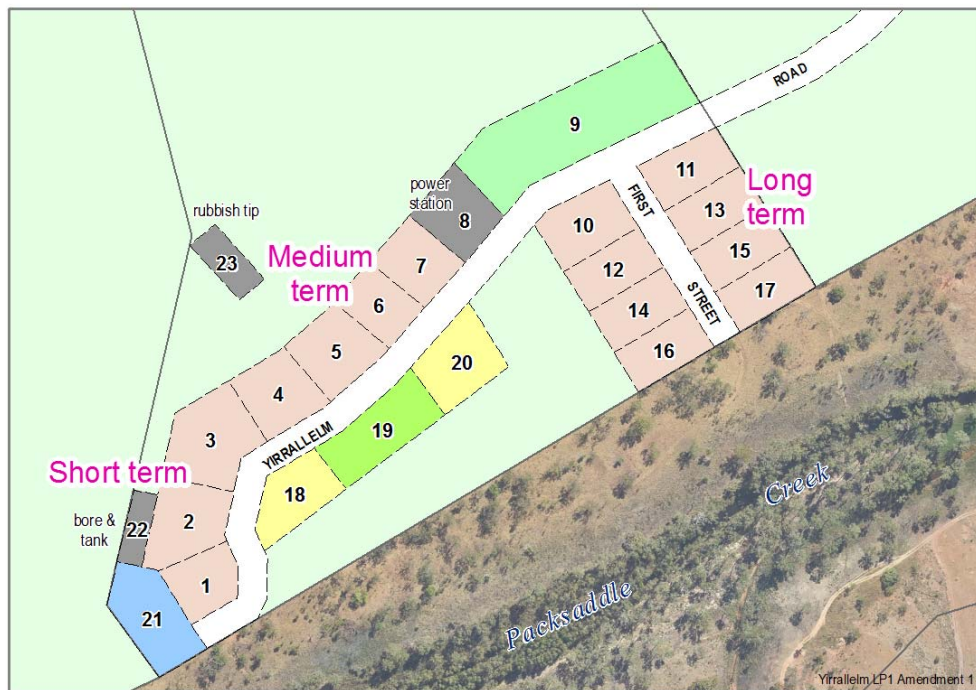 ROAD
9
11
power
station
8
FIRST
Long
term
10
13
rubbish tip
23
Medium
term
7
12
15
6
14
STREET
17
5
20
16
4
3
19
YIRRALLELM
Short term
18
Creek
bore &
tank
22
2
1
21
Packsaddle
Yirrallelm LP1 Amendment 1